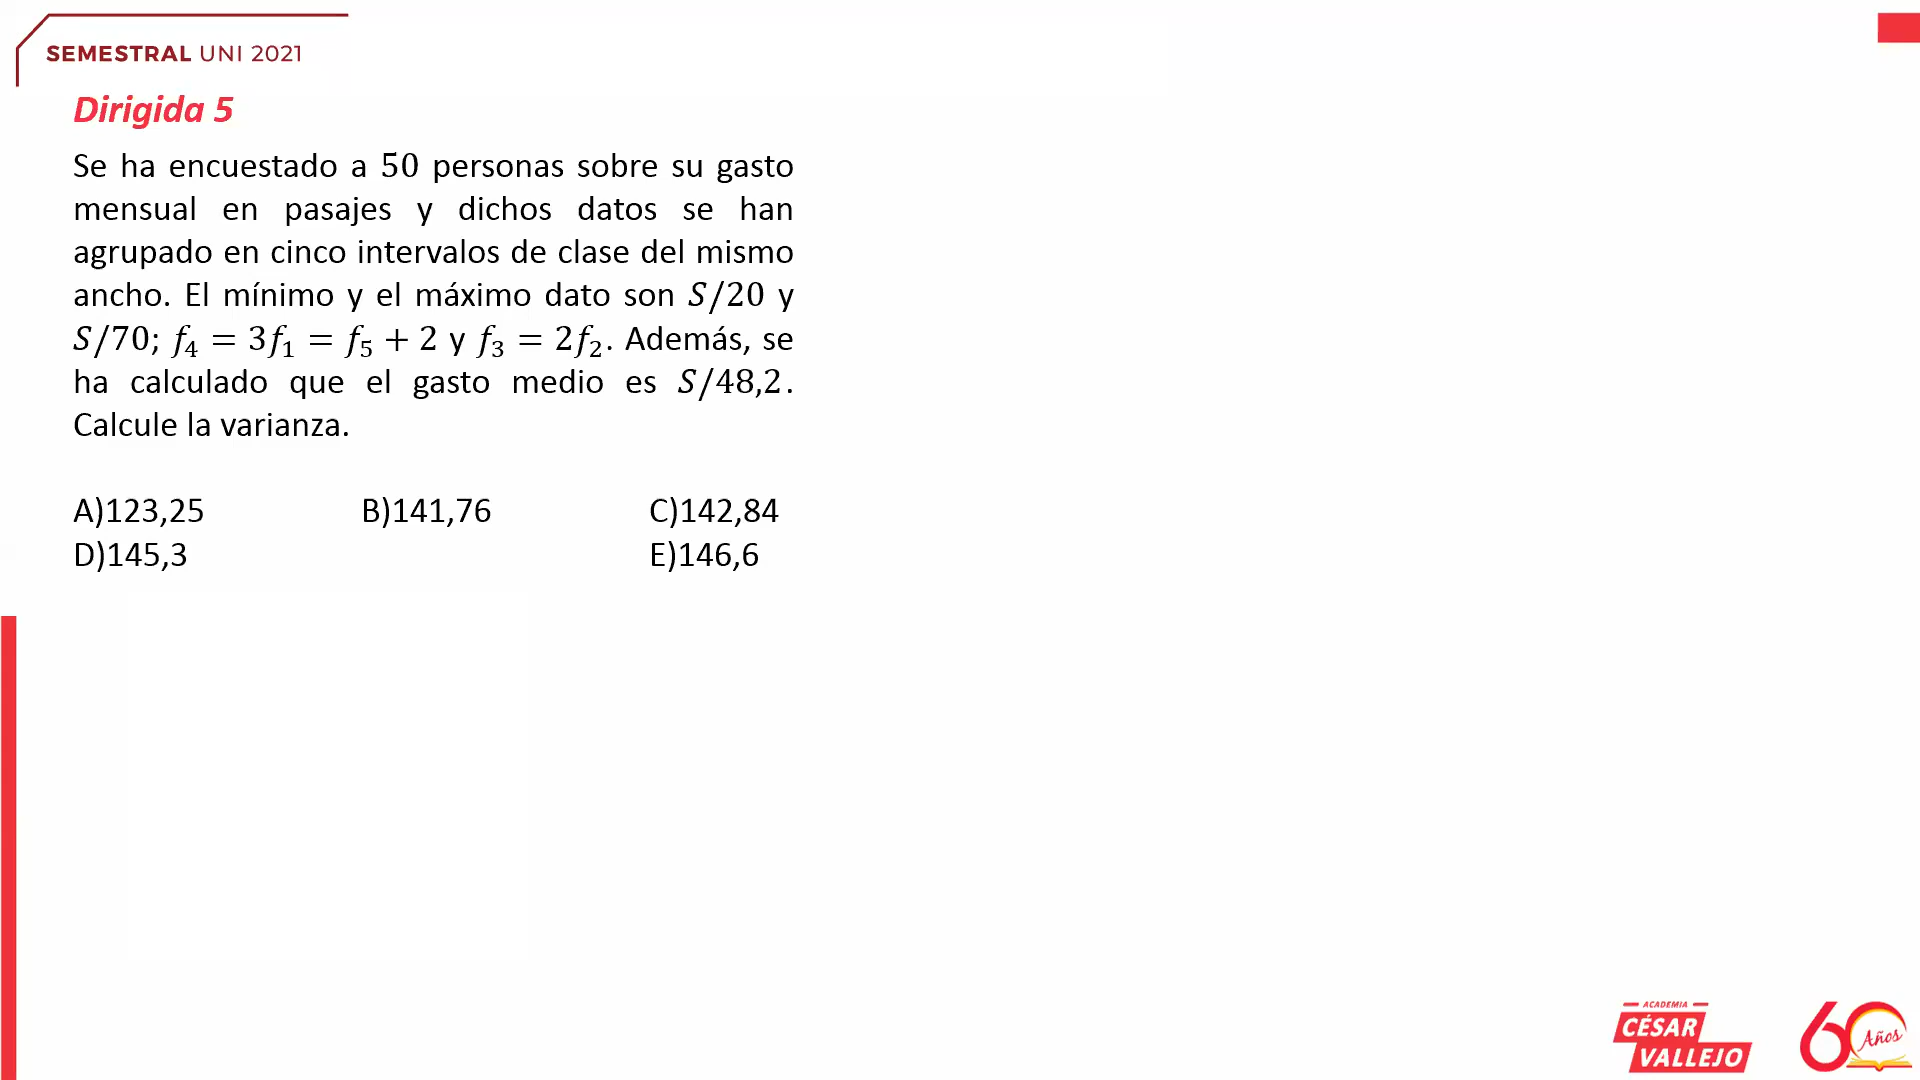 SEMESTRAL UNI 2021
Dirigida 5
Se ha encuestado a 50 personas sobre su gasto
mensual en pasajes y dichos datos se han
agrupado en cinco intervalos de clase del mismo
ancho. El mínimo y el máximo dato son S/20 y
S/70; f₄ = 3f₁ = f₅ + 2 y f₃ = 2f₂. Además, se
ha calculado que el gasto medio es S/48,2.
Calcule la varianza.
A)123,25 B)141,76 C)142,84
D)145,3 E)146,6
ACADEMIA
CÉSAR
VALLEJO
60 Años